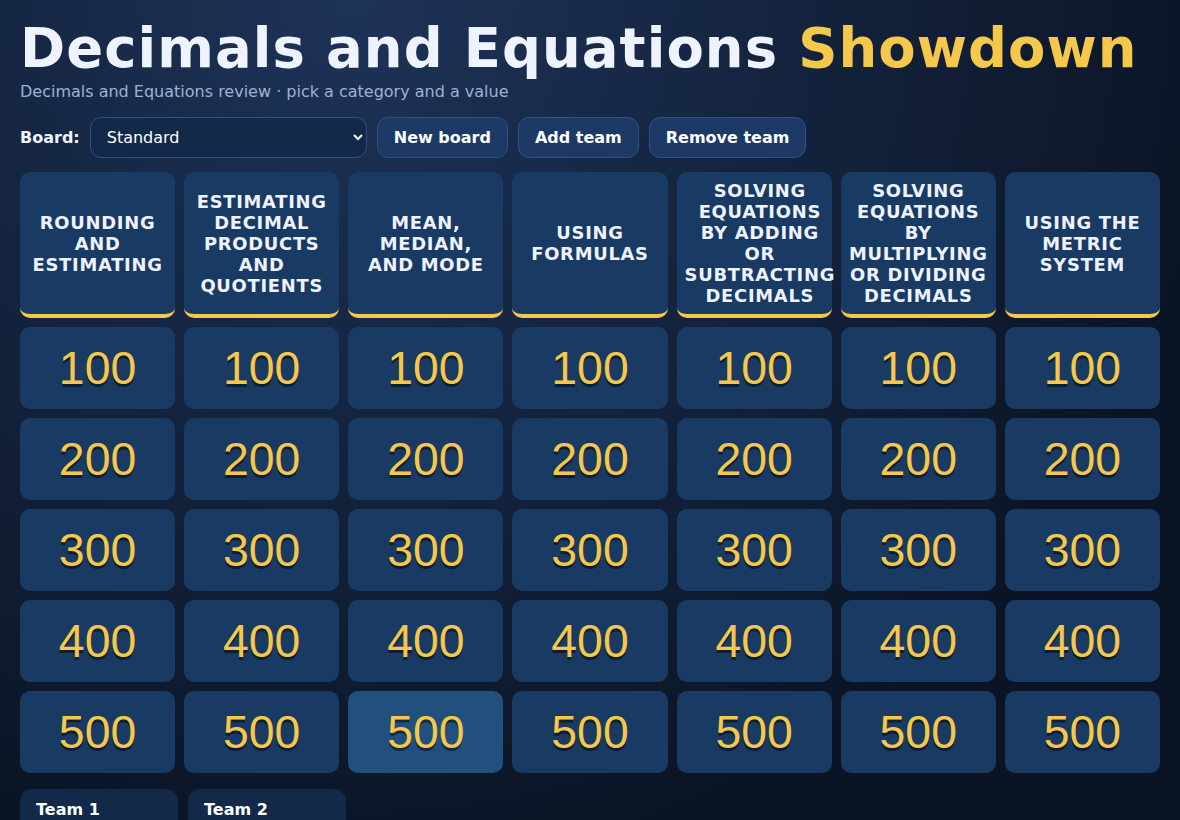 Decimals and Equations Showdown
Decimals and Equations review · pick a category and a value
Board: Standard New board Add team Remove team
ROUNDING
AND
ESTIMATING
ESTIMATING
DECIMAL
PRODUCTS
AND
QUOTIENTS
MEAN,
MEDIAN,
AND MODE
USING
FORMULAS
SOLVING
EQUATIONS
BY ADDING
OR
SUBTRACTING
DECIMALS
SOLVING
EQUATIONS
BY
MULTIPLYING
OR DIVIDING
DECIMALS
USING THE
METRIC
SYSTEM
100 100 100 100 100 100 100
200 200 200 200 200 200 200
300 300 300 300 300 300 300
400 400 400 400 400 400 400
500 500 500 500 500 500 500
Team 1 Team 2